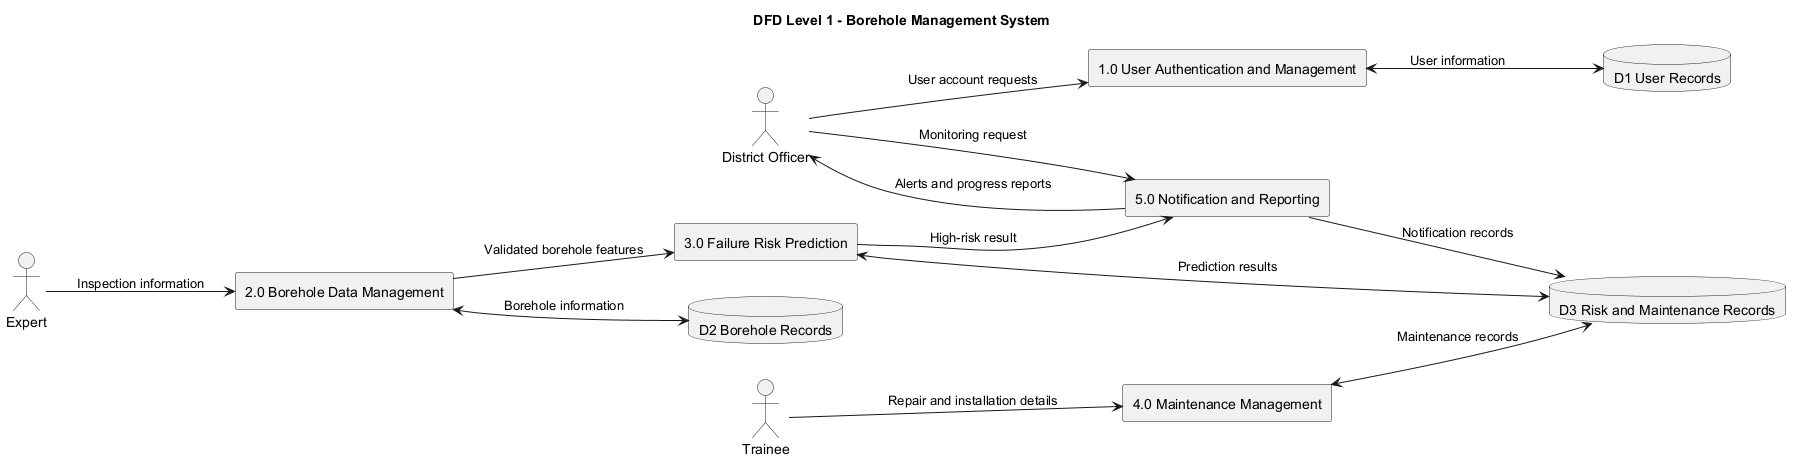 DFD Level 1 - Borehole Management System
User information
1.0 User Authentication and Management
User account requests
D1 User Records
Monitoring request
District Officer
Alerts and progress reports
5.0 Notification and Reporting
3.0 Failure Risk Prediction
High-risk result
Notification records
Validated borehole features
Prediction results
Inspection information
2.0 Borehole Data Management
Borehole information
Expert
D2 Borehole Records
D3 Risk and Maintenance Records
Maintenance records
Repair and installation details
4.0 Maintenance Management
Trainee